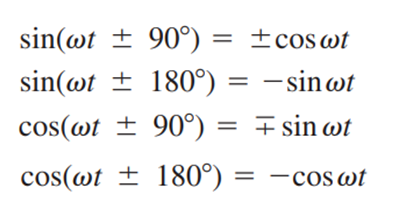 sin(ωt ± 90°) = ±cos ωt
sin(ωt ± 180°) = −sin ωt
cos(ωt ± 90°) = ∓ sin ωt
cos(ωt ± 180°) = −cos ωt